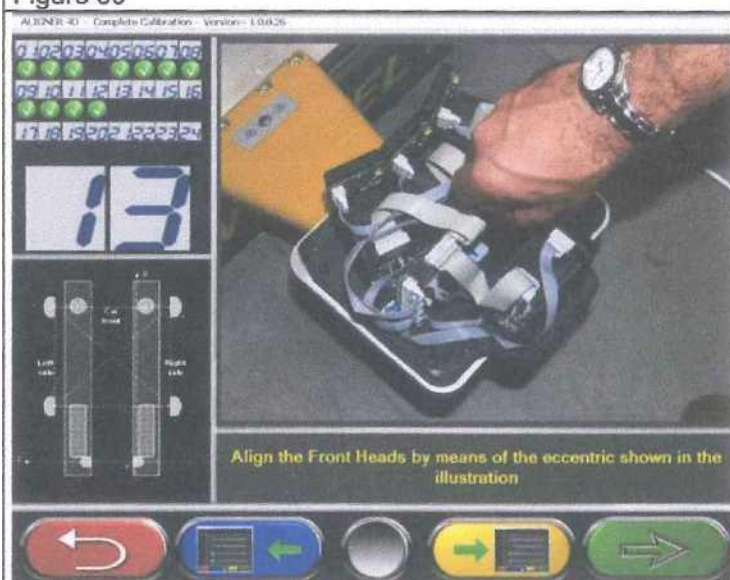 ALIGNER 4D - Complete Calibration - Version - 1.0.0.26
01 02 03 04 05 06 07 08
09 10 11 12 13 14 15 16
17 18 19 20 21 22 23 24
13
Car front
Left side
Right side
Align the Front Heads by means of the eccentric shown in the
illustration